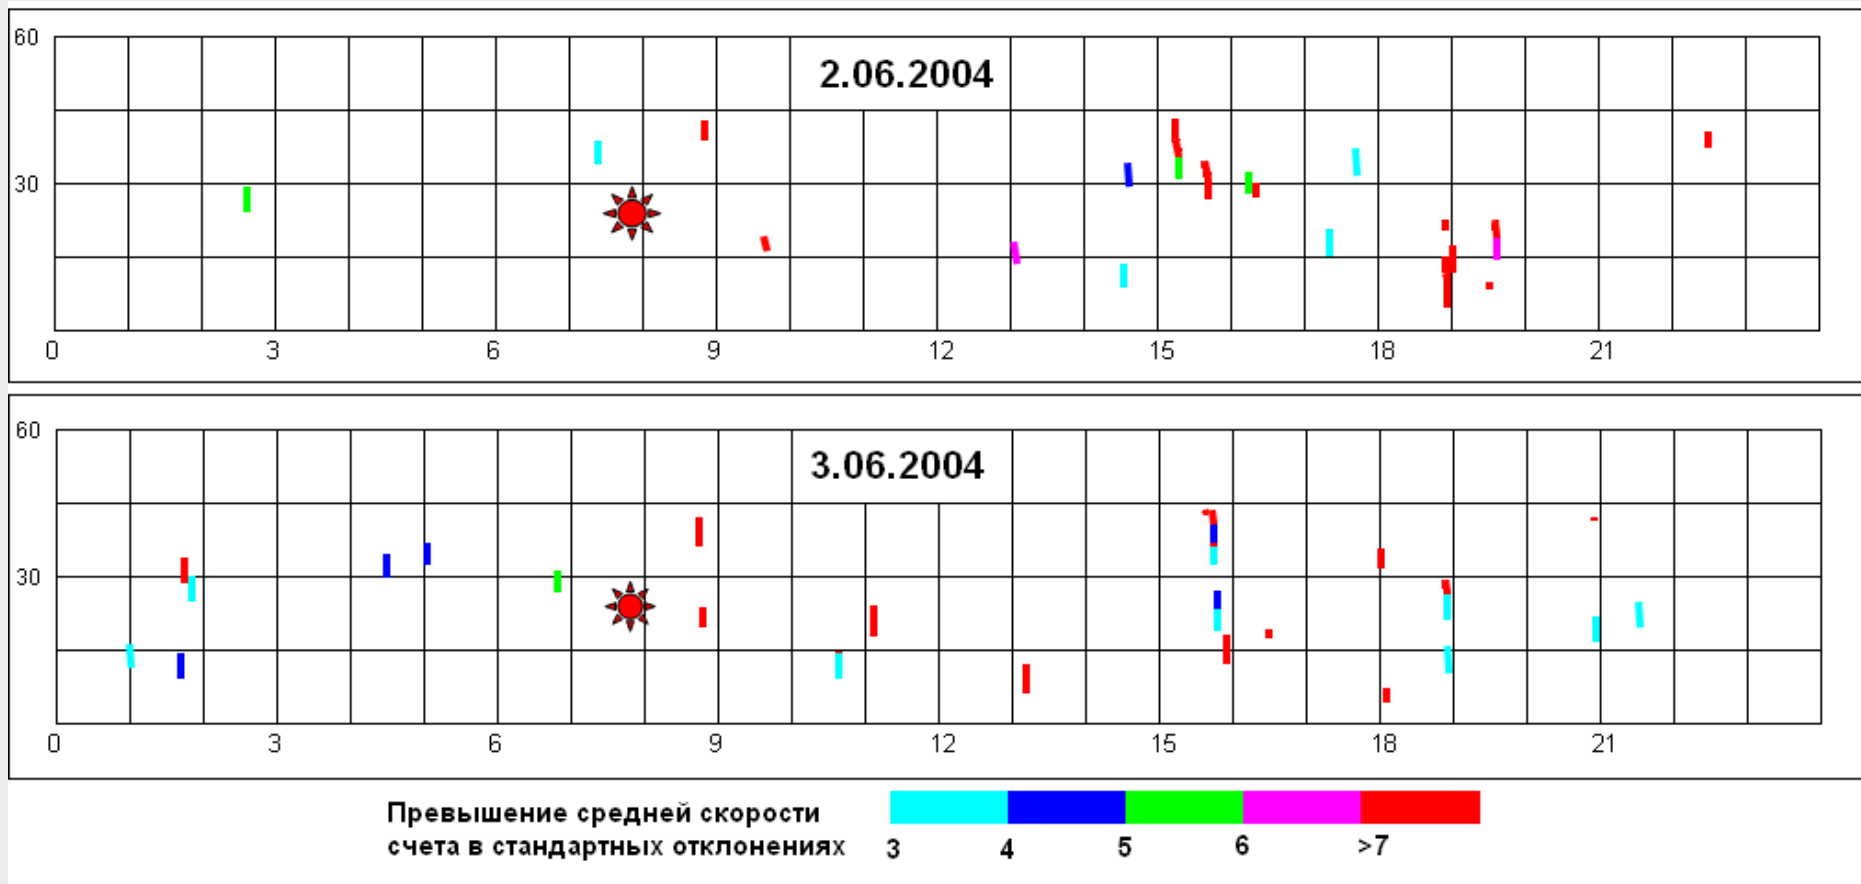 60
2.06.2004
30
0 3 6 9 12 15 18 21
60
3.06.2004
30
0 3 6 9 12 15 18 21
Превышение средней скорости
счета в стандартных отклонениях
3 4 5 6 >7